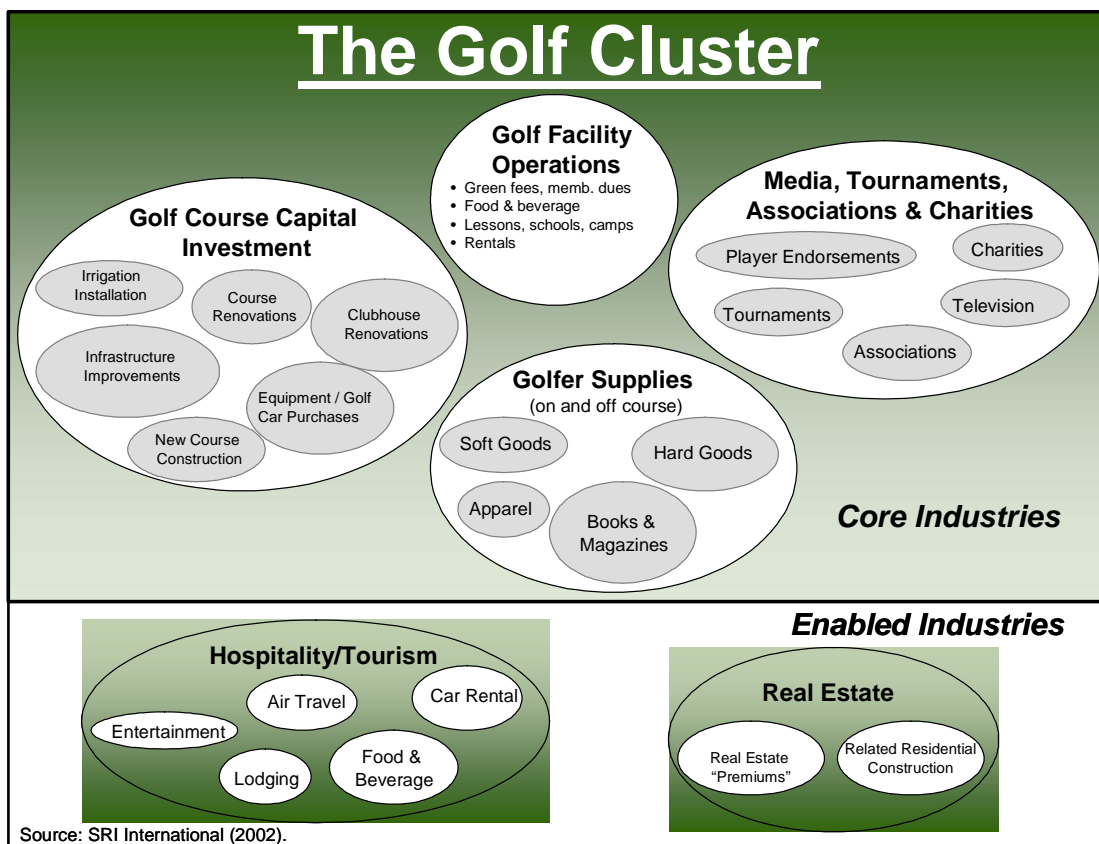 The Golf Cluster
Golf Facility
Operations
• Green fees, memb. dues
• Food & beverage
• Lessons, schools, camps
• Rentals
Golf Course Capital
Investment
Irrigation
Installation
Course
Renovations
Clubhouse
Renovations
Infrastructure
Improvements
Equipment / Golf
Car Purchases
New Course
Construction
Media, Tournaments,
Associations & Charities
Player Endorsements
Charities
Tournaments
Television
Associations
Golfer Supplies
(on and off course)
Soft Goods
Hard Goods
Apparel
Books &
Magazines
Core Industries
Enabled Industries
Hospitality/Tourism
Air Travel
Car Rental
Entertainment
Lodging
Food &
Beverage
Real Estate
Real Estate
“Premiums”
Related Residential
Construction
Source: SRI International (2002).